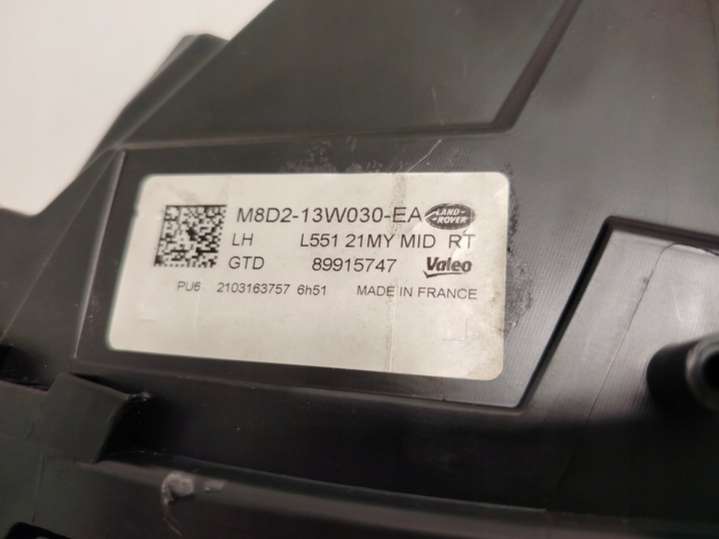 M8D2-13W030-EA LAND-ROVER
LH L551 21MY MID RT
GTD 89915747 Valeo
PU6 2103163757 6h51 MADE IN FRANCE